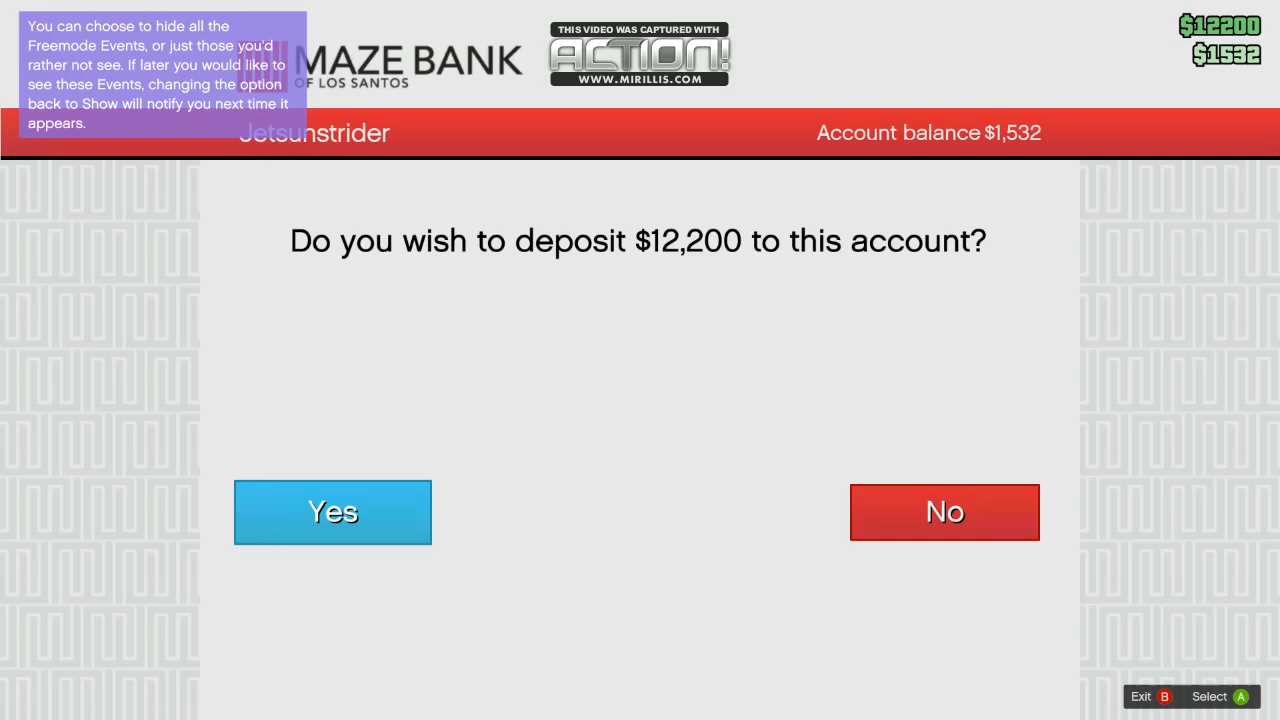 You can choose to hide all the
Freemode Events, or just those you'd
rather not see. If later you would like to
see these Events, changing the option
back to Show will notify you next time it
appears.
MAZE BANK
OF LOS SANTOS
THIS VIDEO WAS CAPTURED WITH
ACTION!
WWW.MIRILLIS.COM
$12200
$1532
Jetsunstrider
Account balance $1,532
Do you wish to deposit $12,200 to this account?
Yes
No
Exit B Select A